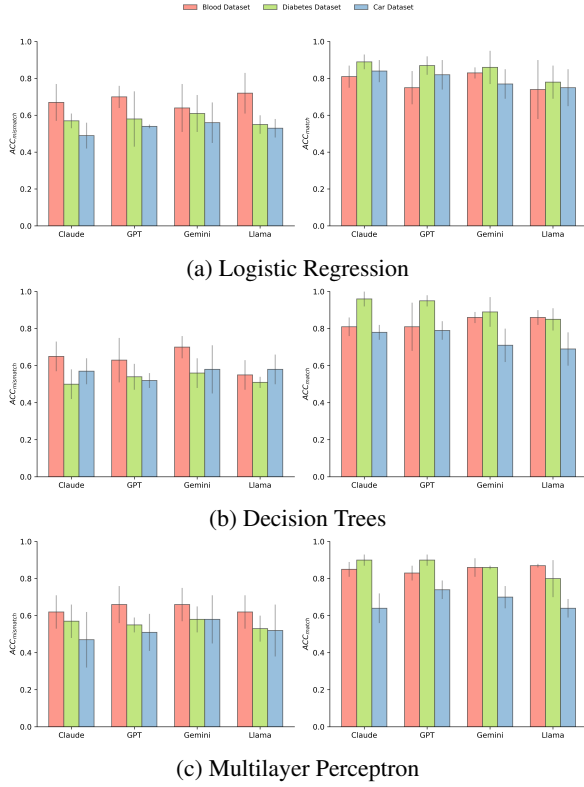 Blood Dataset Diabetes Dataset Car Dataset
1.0 1.0
0.8 0.8
0.6 0.6
0.4 0.4
0.2 0.2
0.0 0.0
ACC_mismatch ACC_match
Claude GPT Gemini Llama Claude GPT Gemini Llama
(a) Logistic Regression
1.0 1.0
0.8 0.8
0.6 0.6
0.4 0.4
0.2 0.2
0.0 0.0
ACC_mismatch ACC_match
Claude GPT Gemini Llama Claude GPT Gemini Llama
(b) Decision Trees
1.0 1.0
0.8 0.8
0.6 0.6
0.4 0.4
0.2 0.2
0.0 0.0
ACC_mismatch ACC_match
Claude GPT Gemini Llama Claude GPT Gemini Llama
(c) Multilayer Perceptron